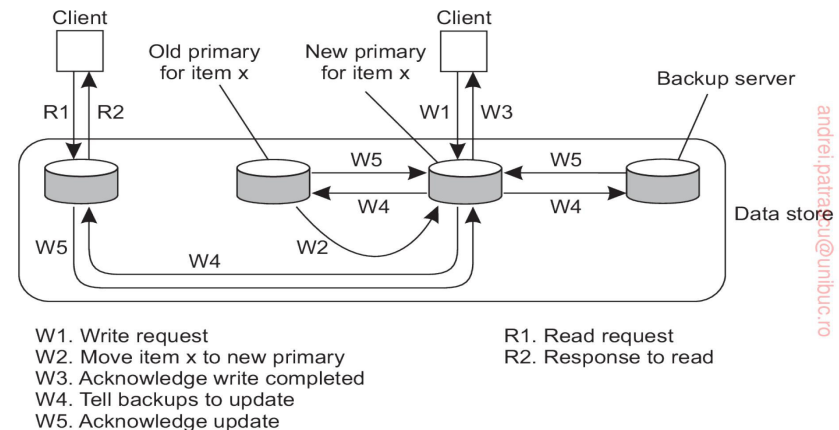 Client
Client
Old primary
for item x
New primary
for item x
Backup server
R1
R2
W1
W3
W5
W5
W4
W4
W5
W2
W4
Data store
W1. Write request
W2. Move item x to new primary
W3. Acknowledge write completed
W4. Tell backups to update
W5. Acknowledge update
R1. Read request
R2. Response to read
andrei.patrascu@unibuc.ro